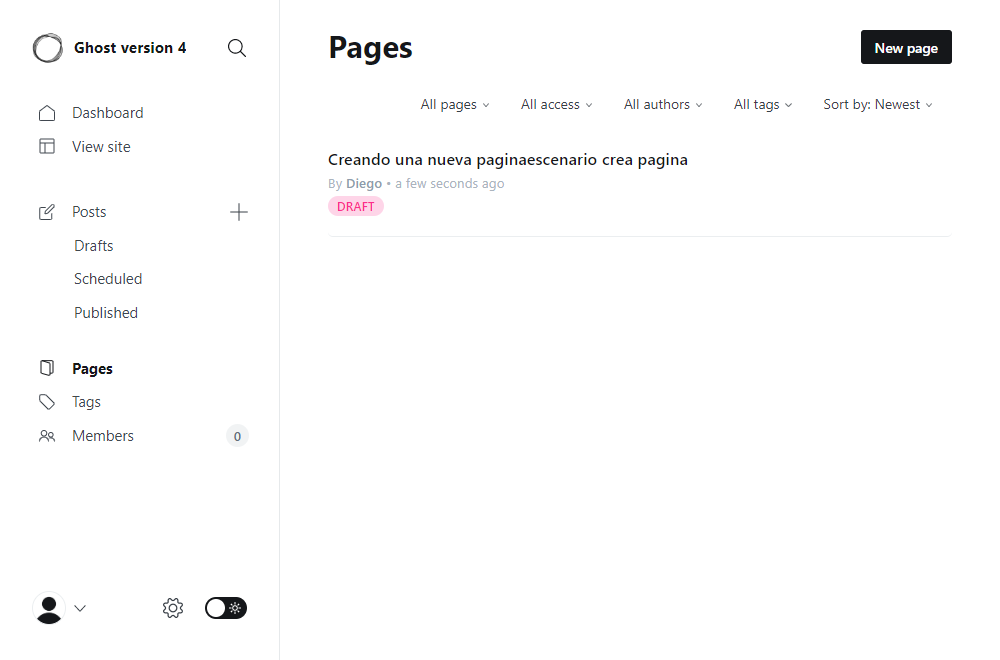 Ghost version 4
Dashboard
View site
Posts
Drafts
Scheduled
Published
Pages
Tags
Members 0
Pages
New page
All pages All access All authors All tags Sort by: Newest
Creando una nueva paginaescenario crea pagina
By Diego • a few seconds ago
DRAFT